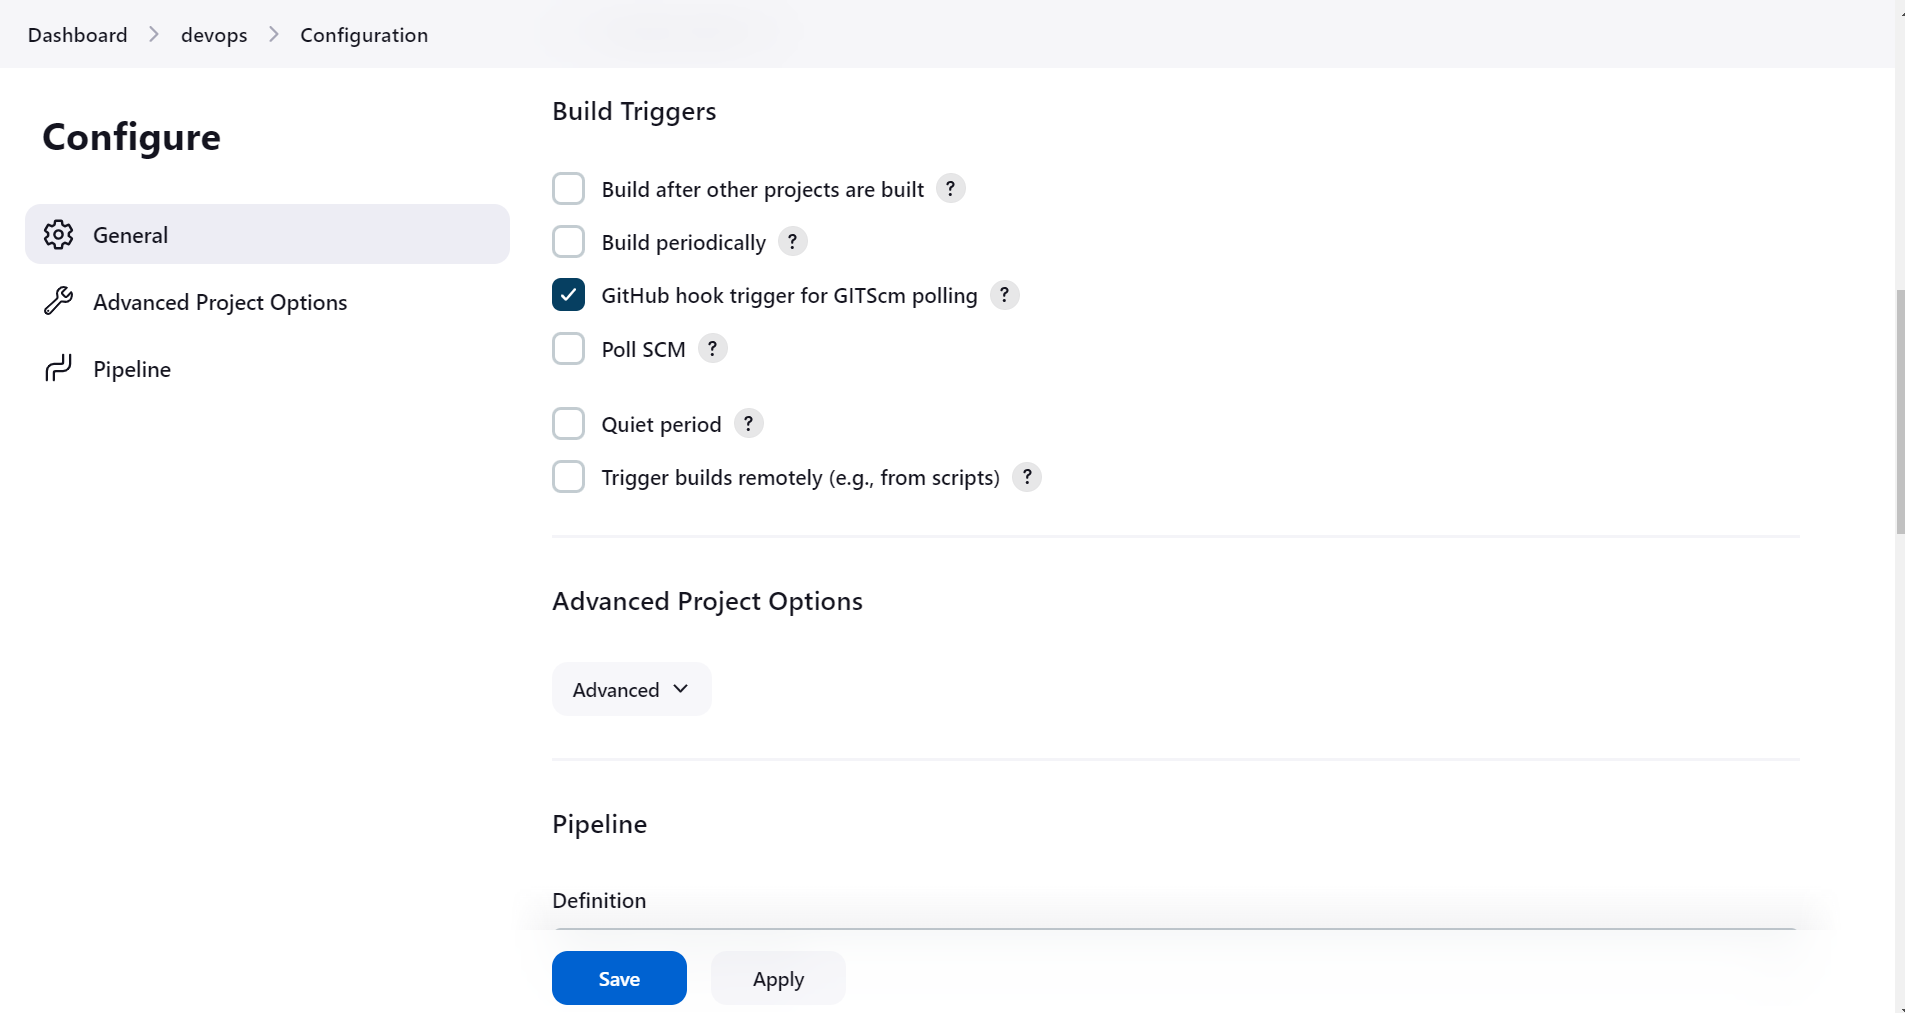 Dashboard > devops > Configuration
Configure
General
Advanced Project Options
Pipeline
Build Triggers
Build after other projects are built ?
Build periodically ?
GitHub hook trigger for GITScm polling ?
Poll SCM ?
Quiet period ?
Trigger builds remotely (e.g., from scripts) ?
Advanced Project Options
Advanced
Pipeline
Definition
Save
Apply